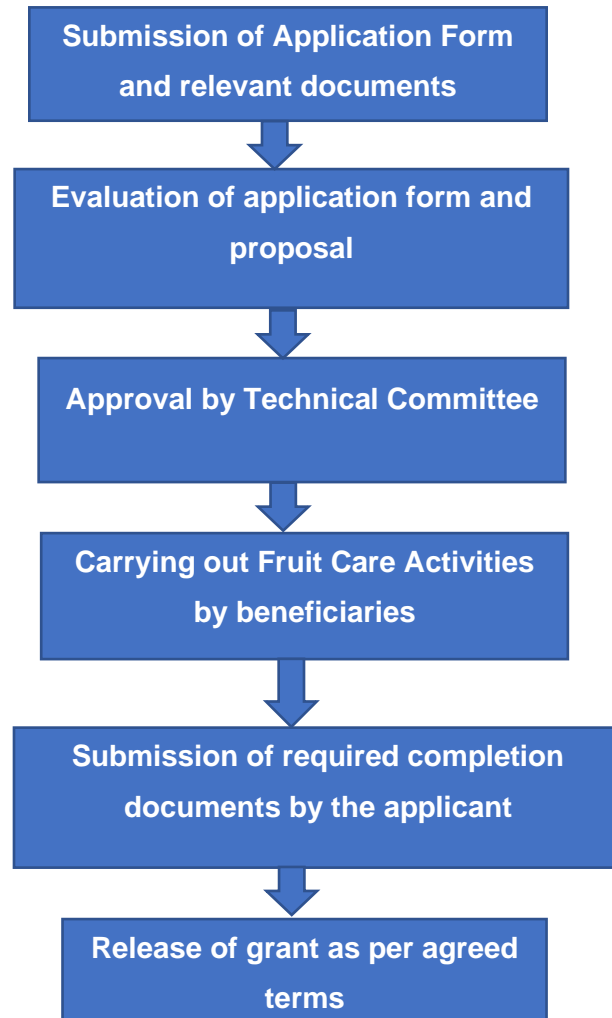 Submission of Application Form
and relevant documents
Evaluation of application form and
proposal
Approval by Technical Committee
Carrying out Fruit Care Activities
by beneficiaries
Submission of required completion
documents by the applicant
Release of grant as per agreed
terms